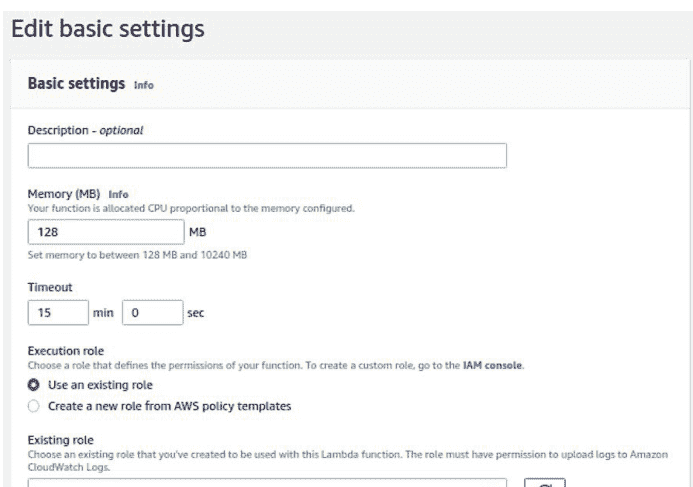 Edit basic settings
Basic settings Info
Description - optional
Memory (MB) Info
Your function is allocated CPU proportional to the memory configured.
128 MB
Set memory to between 128 MB and 10240 MB
Timeout
15 min 0 sec
Execution role
Choose a role that defines the permissions of your function. To create a custom role, go to the IAM console.
Use an existing role
Create a new role from AWS policy templates
Existing role
Choose an existing role that you've created to be used with this Lambda function. The role must have permission to upload logs to Amazon
CloudWatch Logs.